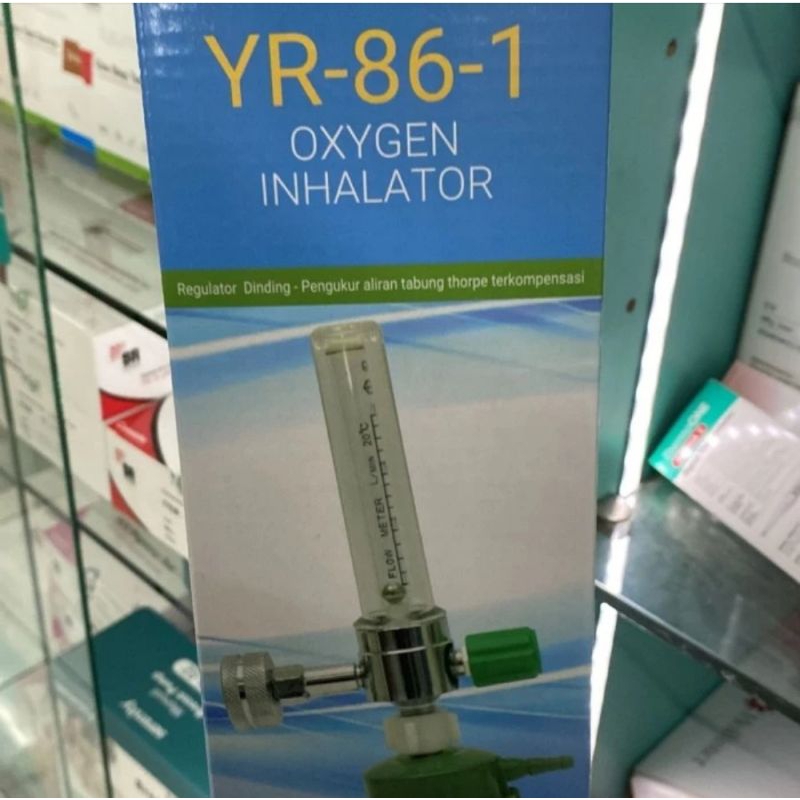 YR-86-1
OXYGEN
INHALATOR
Regulator Dinding - Pengukur aliran tabung thorpe terkompensasi
FLOW METER L/min 20℃